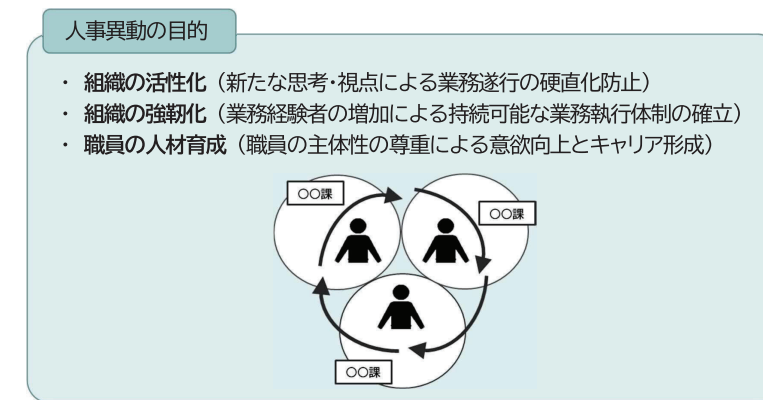 人事異動の目的
・ 組織の活性化（新たな思考・視点による業務遂行の硬直化防止）
・ 組織の強靭化（業務経験者の増加による持続可能な業務執行体制の確立）
・ 職員の人材育成（職員の主体性の尊重による意欲向上とキャリア形成）
〇〇課
〇〇課
〇〇課